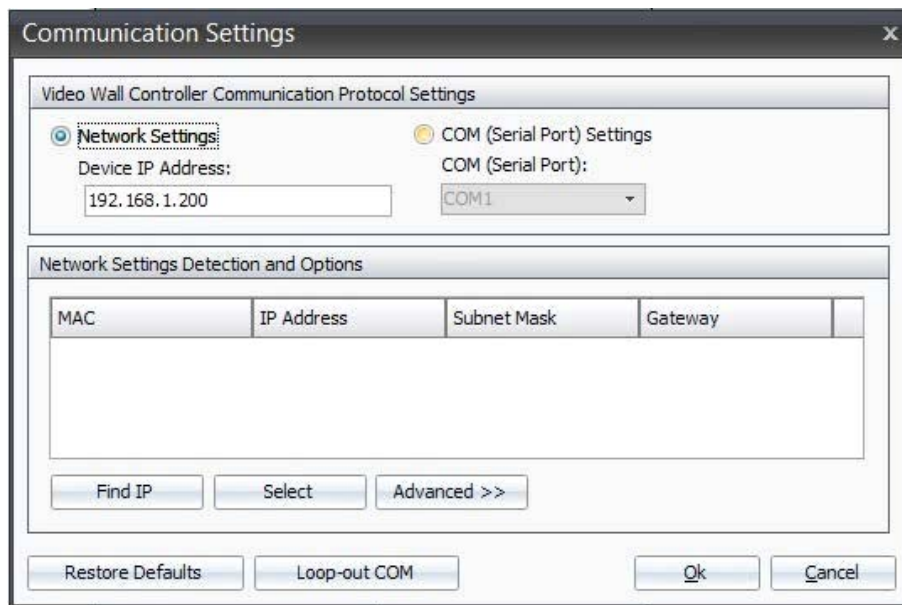 Communication Settings x
Video Wall Controller Communication Protocol Settings
Network Settings COM (Serial Port) Settings
Device IP Address: COM (Serial Port):
192.168.1.200 COM1
Network Settings Detection and Options
MAC IP Address Subnet Mask Gateway
Find IP Select Advanced >>
Restore Defaults Loop-out COM Ok Cancel